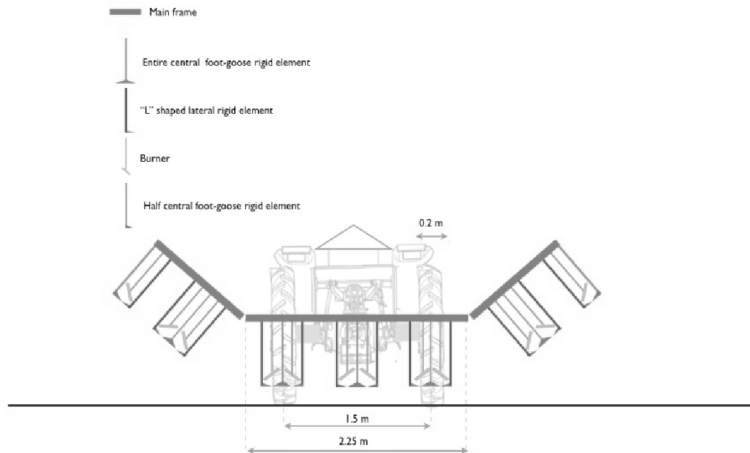 Main frame
Entire central foot-goose rigid element
"L" shaped lateral rigid element
Burner
Half central foot-goose rigid element
0.2 m
1.5 m
2.25 m